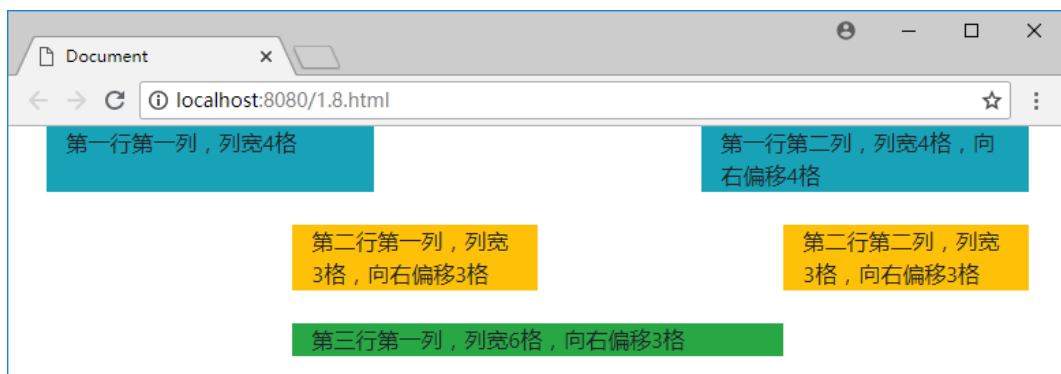 Document
localhost:8080/1.8.html
第一行第一列，列宽4格
第一行第二列，列宽4格，向
右偏移4格
第二行第一列，列宽
3格，向右偏移3格
第二行第二列，列宽
3格，向右偏移3格
第三行第一列，列宽6格，向右偏移3格